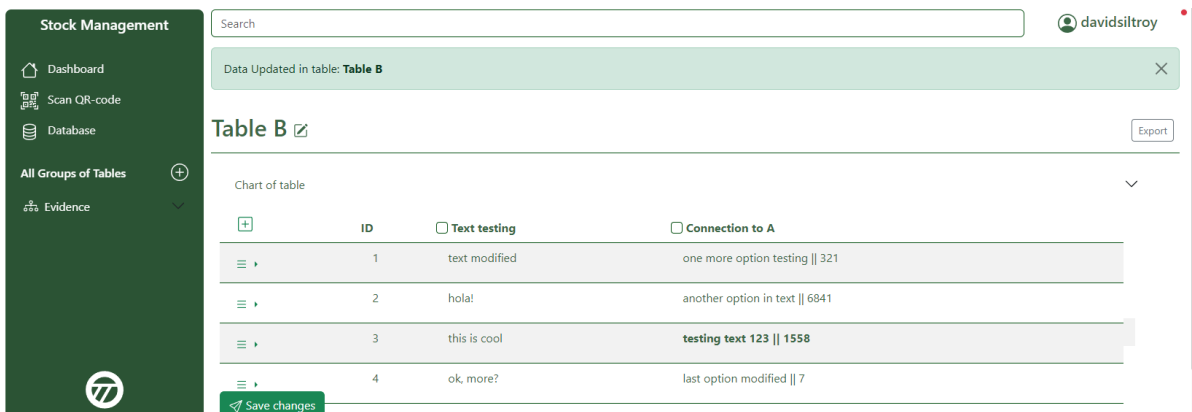 Stock Management
Search
davidsiltroy
Dashboard
Scan QR-code
Database
All Groups of Tables
Evidence
Data Updated in table: Table B
Table B
Export
Chart of table
ID Text testing Connection to A
1 text modified one more option testing || 321
2 hola! another option in text || 6841
3 this is cool testing text 123 || 1558
4 ok, more? last option modified || 7
Save changes